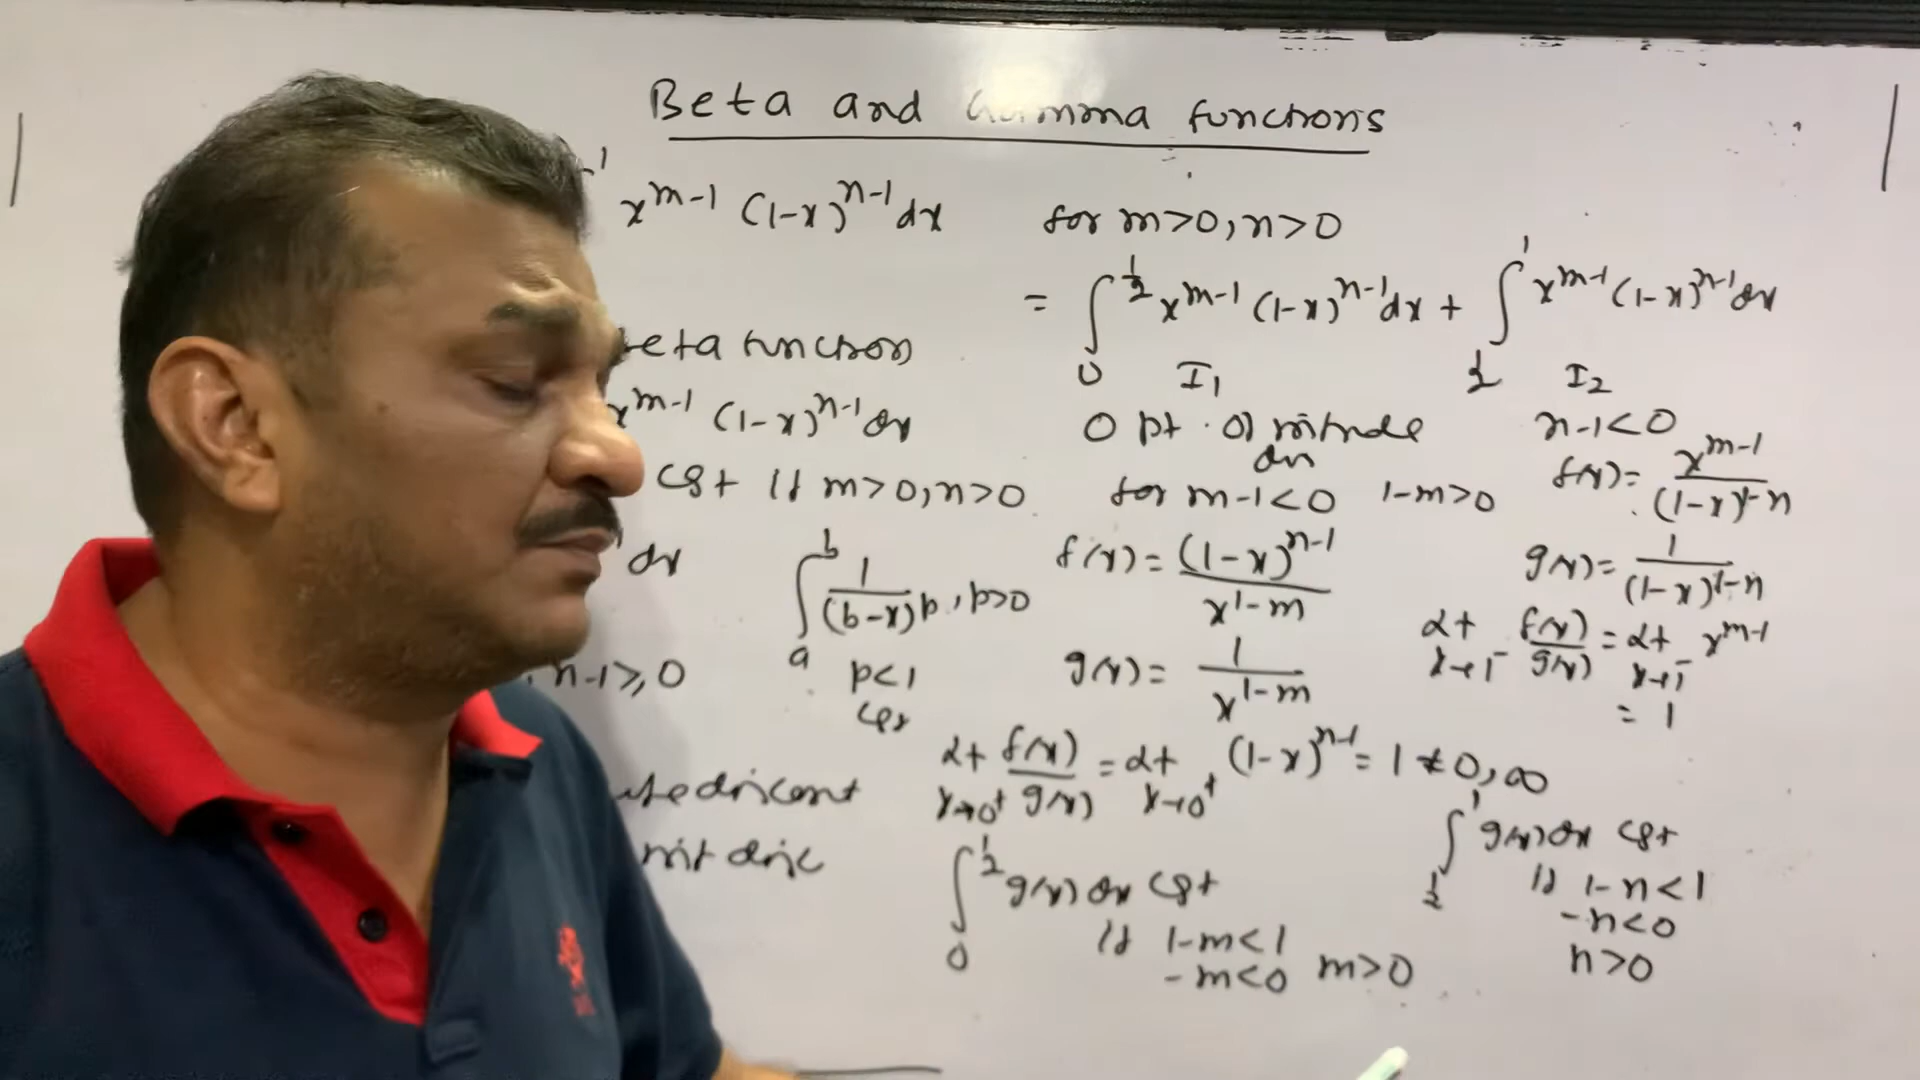 Beta and Gamma functions
x^{m-1} (1-x)^{n-1} dx for m>0, n>0
= ∫_0^{1/2} x^{m-1} (1-x)^{n-1} dx + ∫_{1/2}^1 x^{m-1} (1-x)^{n-1} dx
I_1 I_2
eta function
x^{m-1} (1-x)^{n-1} dx
cgt if m>0, n>0
dx
∫_a^b 1/(b-x)^p, p>0
p<1
cgt
n-1≥0
nit disc
0 pt. of infinite
dis
for m-1<0 1-m>0
f(x) = (1-x)^{n-1}/x^{1-m}
g(x) = 1/x^{1-m}
Lt_{x→0^+} f(x)/g(x) = Lt_{x→0^+} (1-x)^{n-1} = 1 ≠ 0, ∞
∫_0^{1/2} g(x) dx cgt
if 1-m<1
-m<0 m>0
n-1<0
f(x) = x^{m-1}/(1-x)^{1-n}
g(x) = 1/(1-x)^{1-n}
Lt_{x→1^-} f(x)/g(x) = Lt_{x→1^-} x^{m-1}
= 1
∫_{1/2}^1 g(x) dx cgt
if 1-n<1
-n<0
n>0